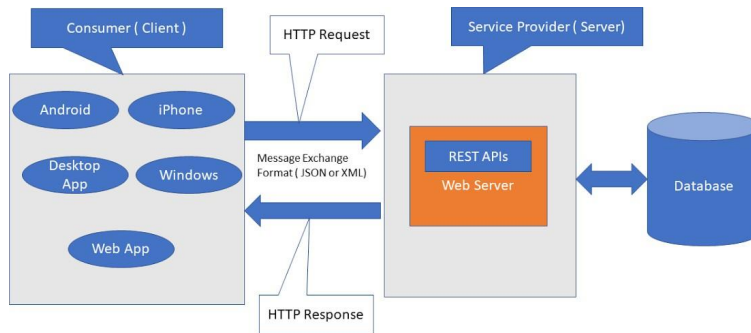 Consumer ( Client )
HTTP Request
Service Provider ( Server)
Android
iPhone
Desktop
App
Windows
Web App
Message Exchange
Format ( JSON or XML)
REST APIs
Web Server
Database
HTTP Response